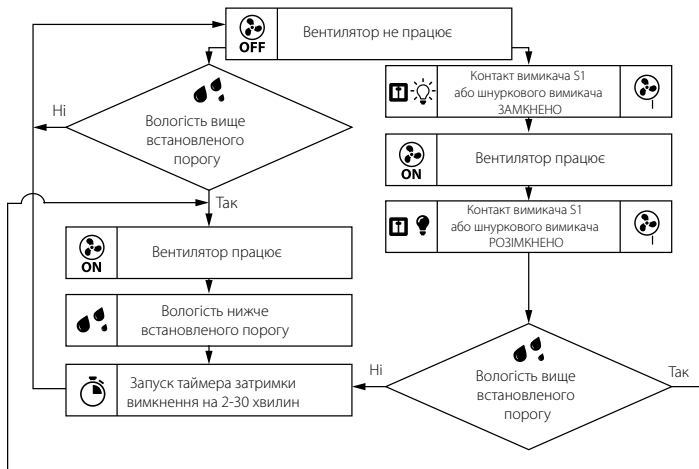 OFF
Вентилятор не працює
Ні
Вологість вище
встановленого
порогу
Так
Контакт вимикача S1
або шнуркового вимикача
ЗАМКНЕНО
ON
Вентилятор працює
Контакт вимикача S1
або шнуркового вимикача
РОЗІМКНЕНО
ON
Вентилятор працює
Вологість нижче
встановленого порогу
Запуск таймера затримки
вимкнення на 2-30 хвилин
Ні
Вологість вище
встановленого
порогу
Так